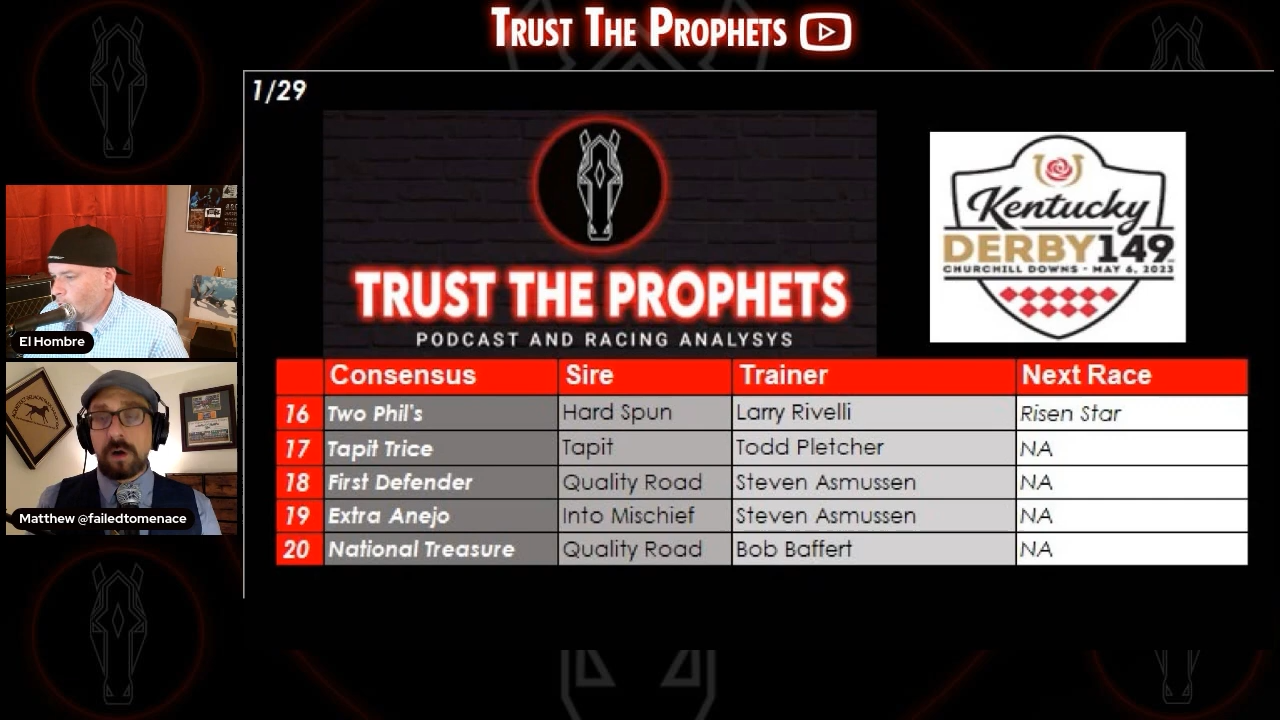 TRUST THE PROPHETS
1/29
TRUST THE PROPHETS
PODCAST AND RACING ANALYSYS
Kentucky
DERBY149
CHURCHILL DOWNS • MAY 6, 2023
Consensus Sire Trainer Next Race
16 Two Phil's Hard Spun Larry Rivelli Risen Star
17 Tapit Trice Tapit Todd Pletcher NA
18 First Defender Quality Road Steven Asmussen NA
19 Extra Anejo Into Mischief Steven Asmussen NA
20 National Treasure Quality Road Bob Baffert NA
El Hombre
Matthew @failedtomenace